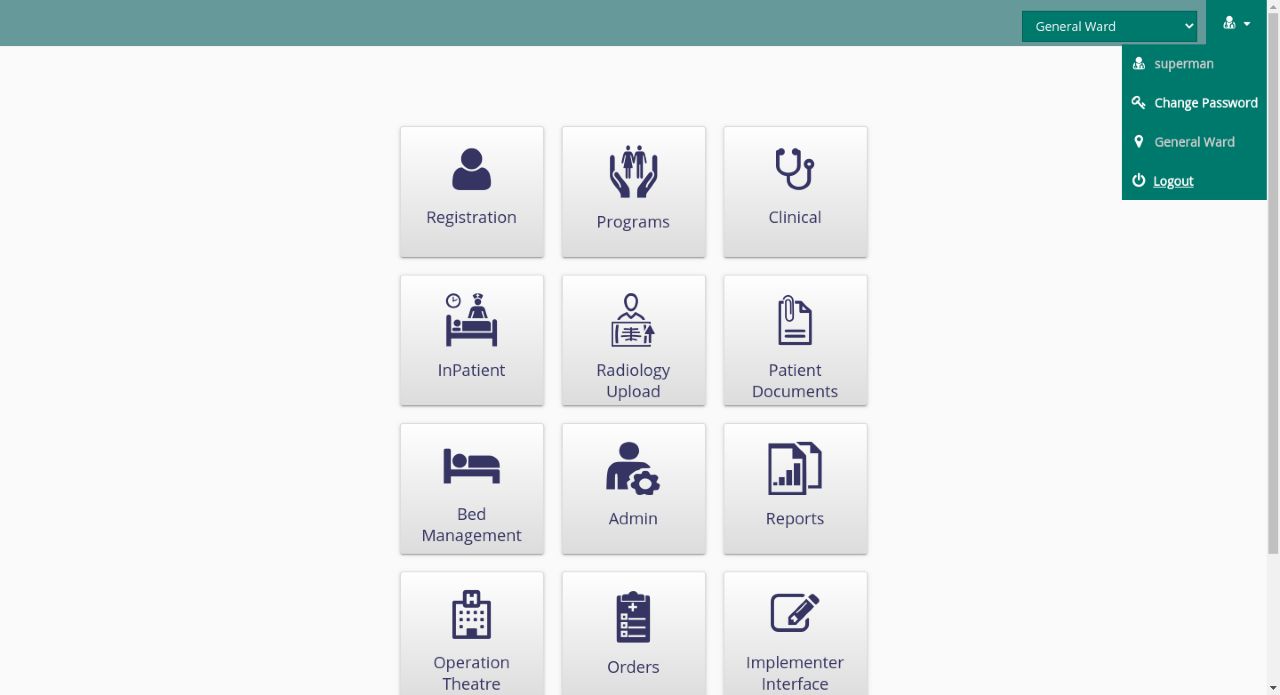 General Ward
superman
Change Password
General Ward
Logout
Registration
Programs
Clinical
InPatient
Radiology
Upload
Patient
Documents
Bed
Management
Admin
Reports
Operation
Theatre
Orders
Implementer
Interface